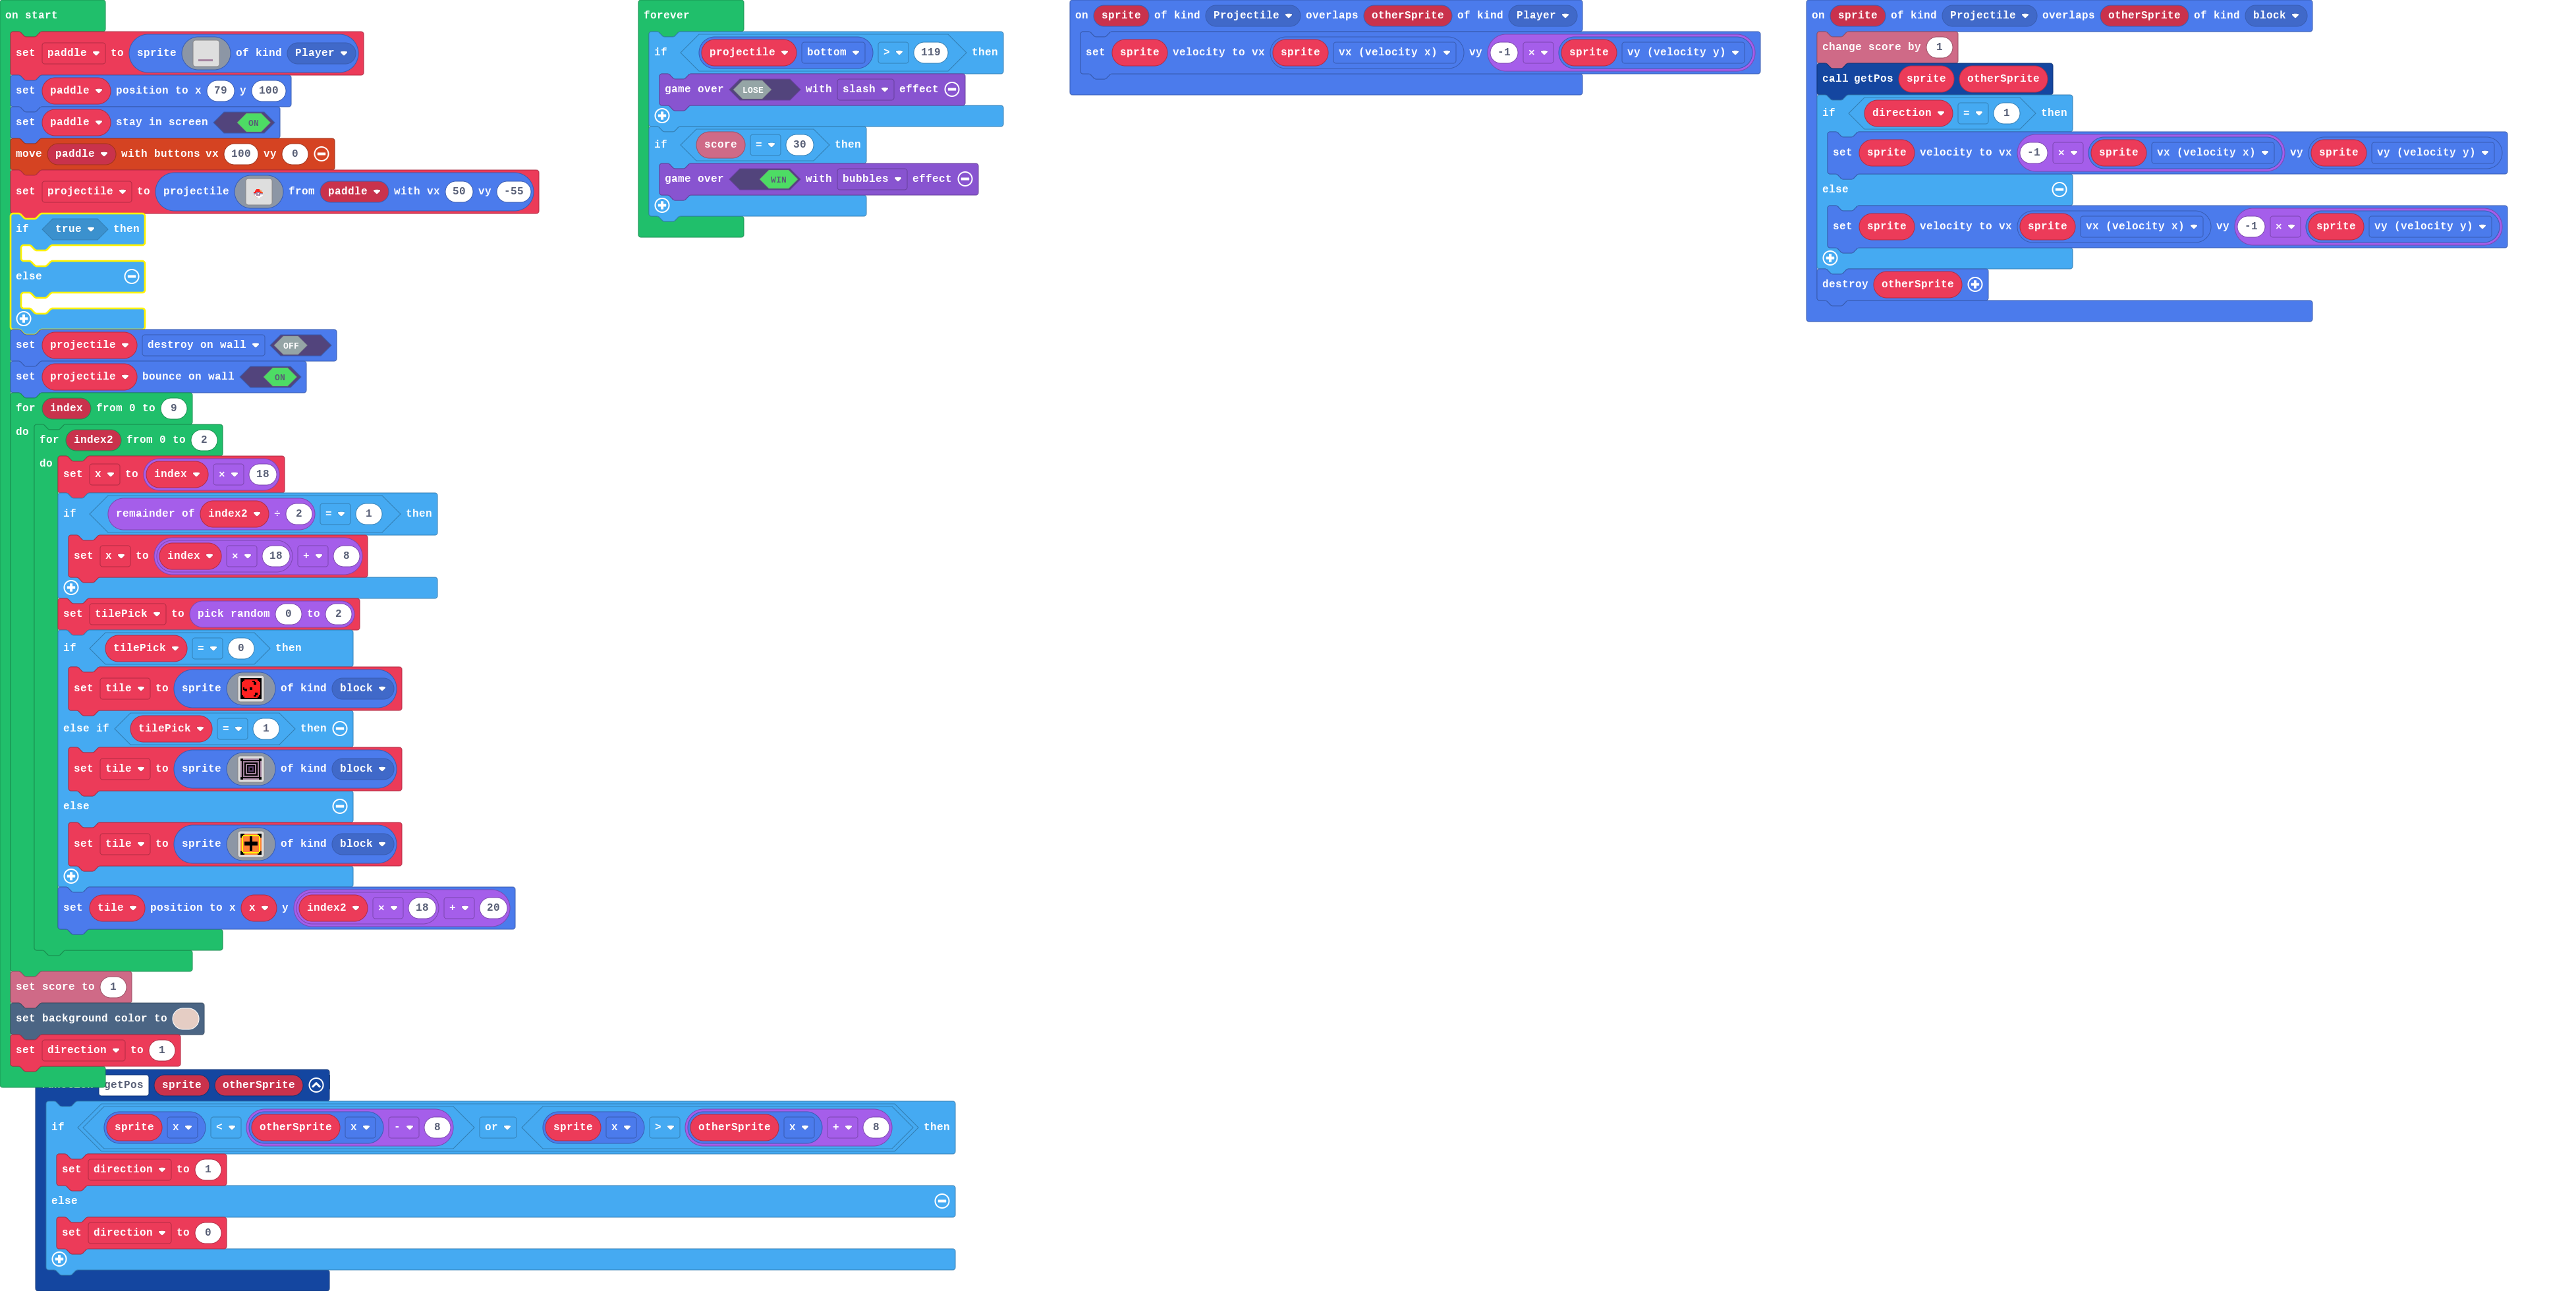 on start
set paddle to sprite of kind Player
set paddle position to x 79 y 100
set paddle stay in screen ON
move paddle with buttons vx 100 vy 0
set projectile to projectile from paddle with vx 50 vy -55
if true then
else
set projectile destroy on wall OFF
set projectile bounce on wall ON
for index from 0 to 9
do
for index2 from 0 to 2
do
set x to index × 18
if remainder of index2 ÷ 2 = 1 then
set x to index × 18 + 8
set tilePick to pick random 0 to 2
if tilePick = 0 then
set tile to sprite of kind block
else if tilePick = 1 then
set tile to sprite of kind block
else
set tile to sprite of kind block
set tile position to x x y index2 × 18 + 20
set score to 1
set background color to
set direction to 1
getPos sprite otherSprite
if sprite x < otherSprite x - 8 or sprite x > otherSprite x + 8 then
set direction to 1
else
set direction to 0
forever
if projectile bottom > 119 then
game over LOSE with slash effect
if score = 30 then
game over WIN with bubbles effect
on sprite of kind Projectile overlaps otherSprite of kind Player
set sprite velocity to vx sprite vx (velocity x) vy -1 × sprite vy (velocity y)
on sprite of kind Projectile overlaps otherSprite of kind block
change score by 1
call getPos sprite otherSprite
if direction = 1 then
set sprite velocity to vx -1 × sprite vx (velocity x) vy sprite vy (velocity y)
else
set sprite velocity to vx sprite vx (velocity x) vy -1 × sprite vy (velocity y)
destroy otherSprite